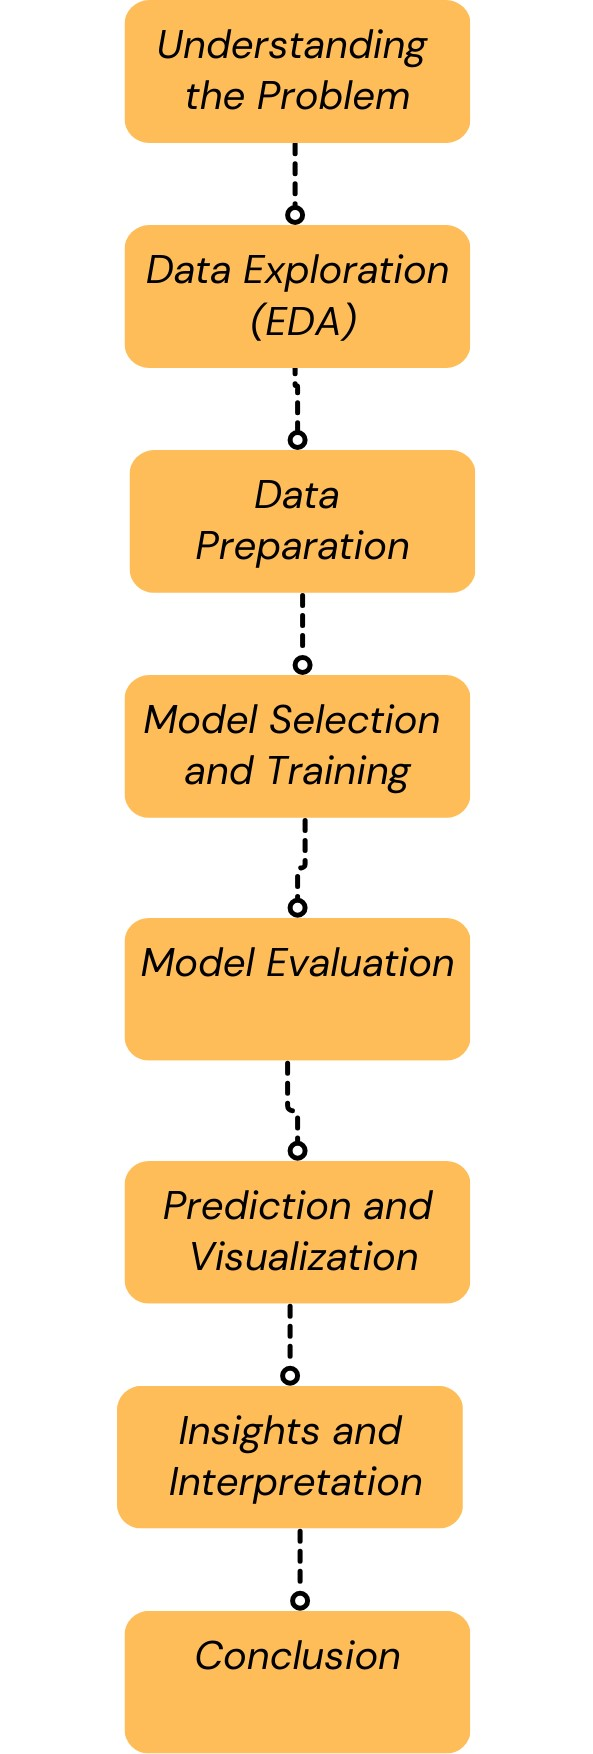 Understanding
the Problem
Data Exploration
(EDA)
Data
Preparation
Model Selection
and Training
Model Evaluation
Prediction and
Visualization
Insights and
Interpretation
Conclusion